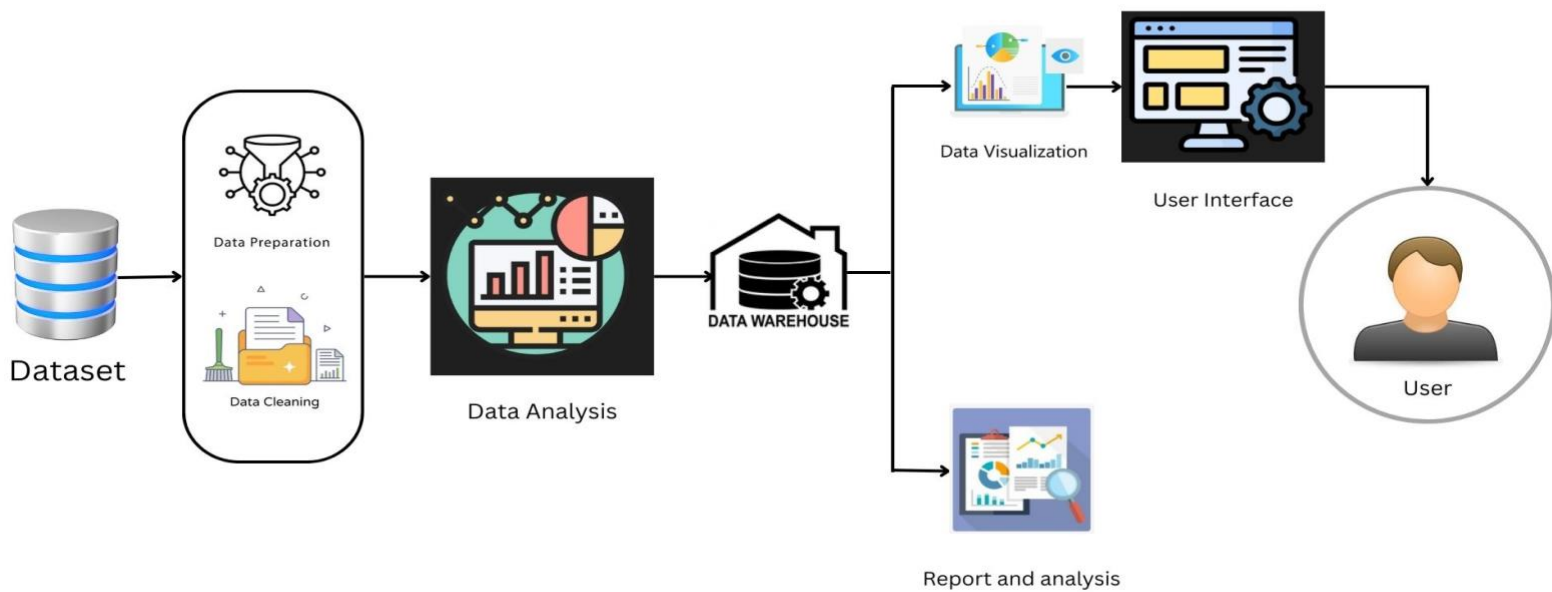 Dataset
Data Preparation
Data Cleaning
Data Analysis
DATA WAREHOUSE
Data Visualization
User Interface
User
Report and analysis